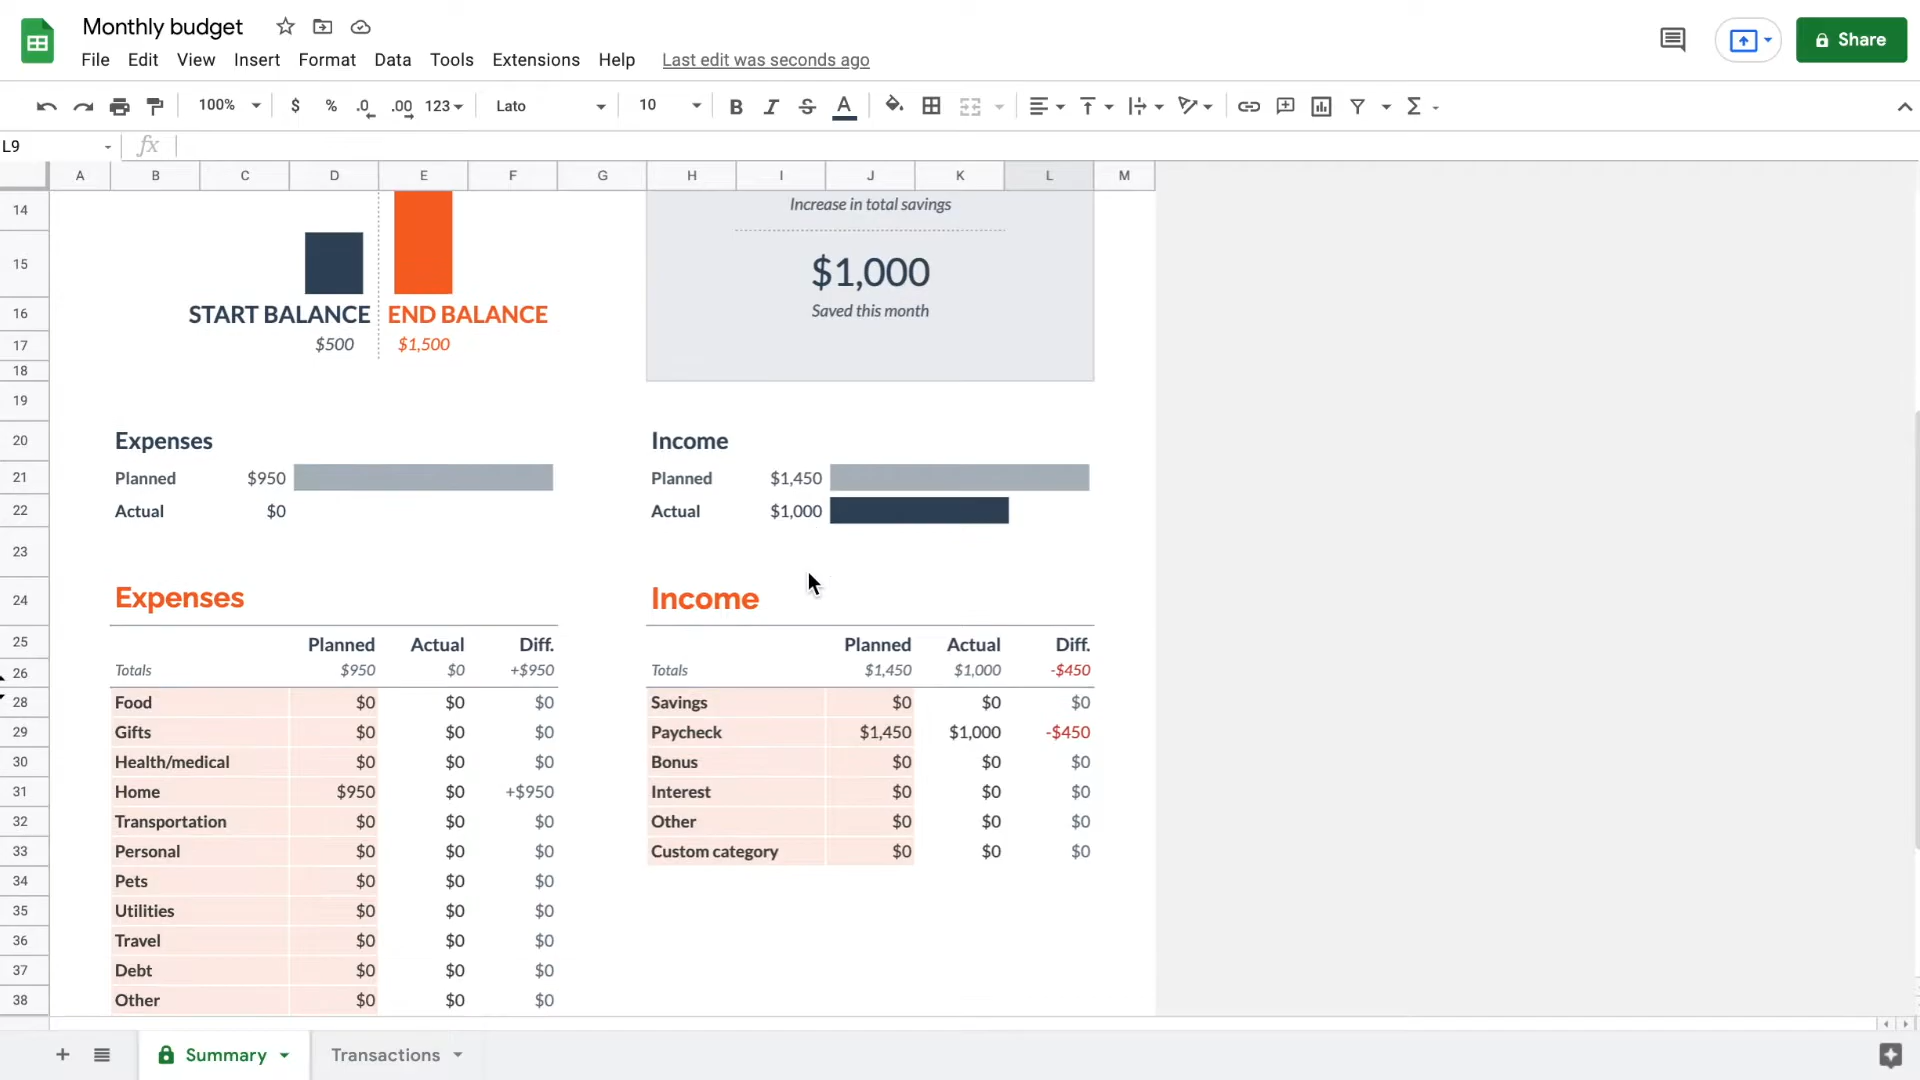 Monthly budget
File Edit View Insert Format Data Tools Extensions Help Last edit was seconds ago
Share
100% $ % .0 .00 123 Lato 10 B I S A Σ
L9 fx
A B C D E F G H I J K L M
14 Increase in total savings
15 $1,000
16 START BALANCE END BALANCE Saved this month
17 $500 $1,500
18
19
20 Expenses Income
21 Planned $950 Planned $1,450
22 Actual $0 Actual $1,000
23
24 Expenses Income
25 Planned Actual Diff. Planned Actual Diff.
26 Totals $950 $0 +$950 Totals $1,450 $1,000 -$450
28 Food $0 $0 $0 Savings $0 $0 $0
29 Gifts $0 $0 $0 Paycheck $1,450 $1,000 -$450
30 Health/medical $0 $0 $0 Bonus $0 $0 $0
31 Home $950 $0 +$950 Interest $0 $0 $0
32 Transportation $0 $0 $0 Other $0 $0 $0
33 Personal $0 $0 $0 Custom category $0 $0 $0
34 Pets $0 $0 $0
35 Utilities $0 $0 $0
36 Travel $0 $0 $0
37 Debt $0 $0 $0
38 Other $0 $0 $0
Summary Transactions